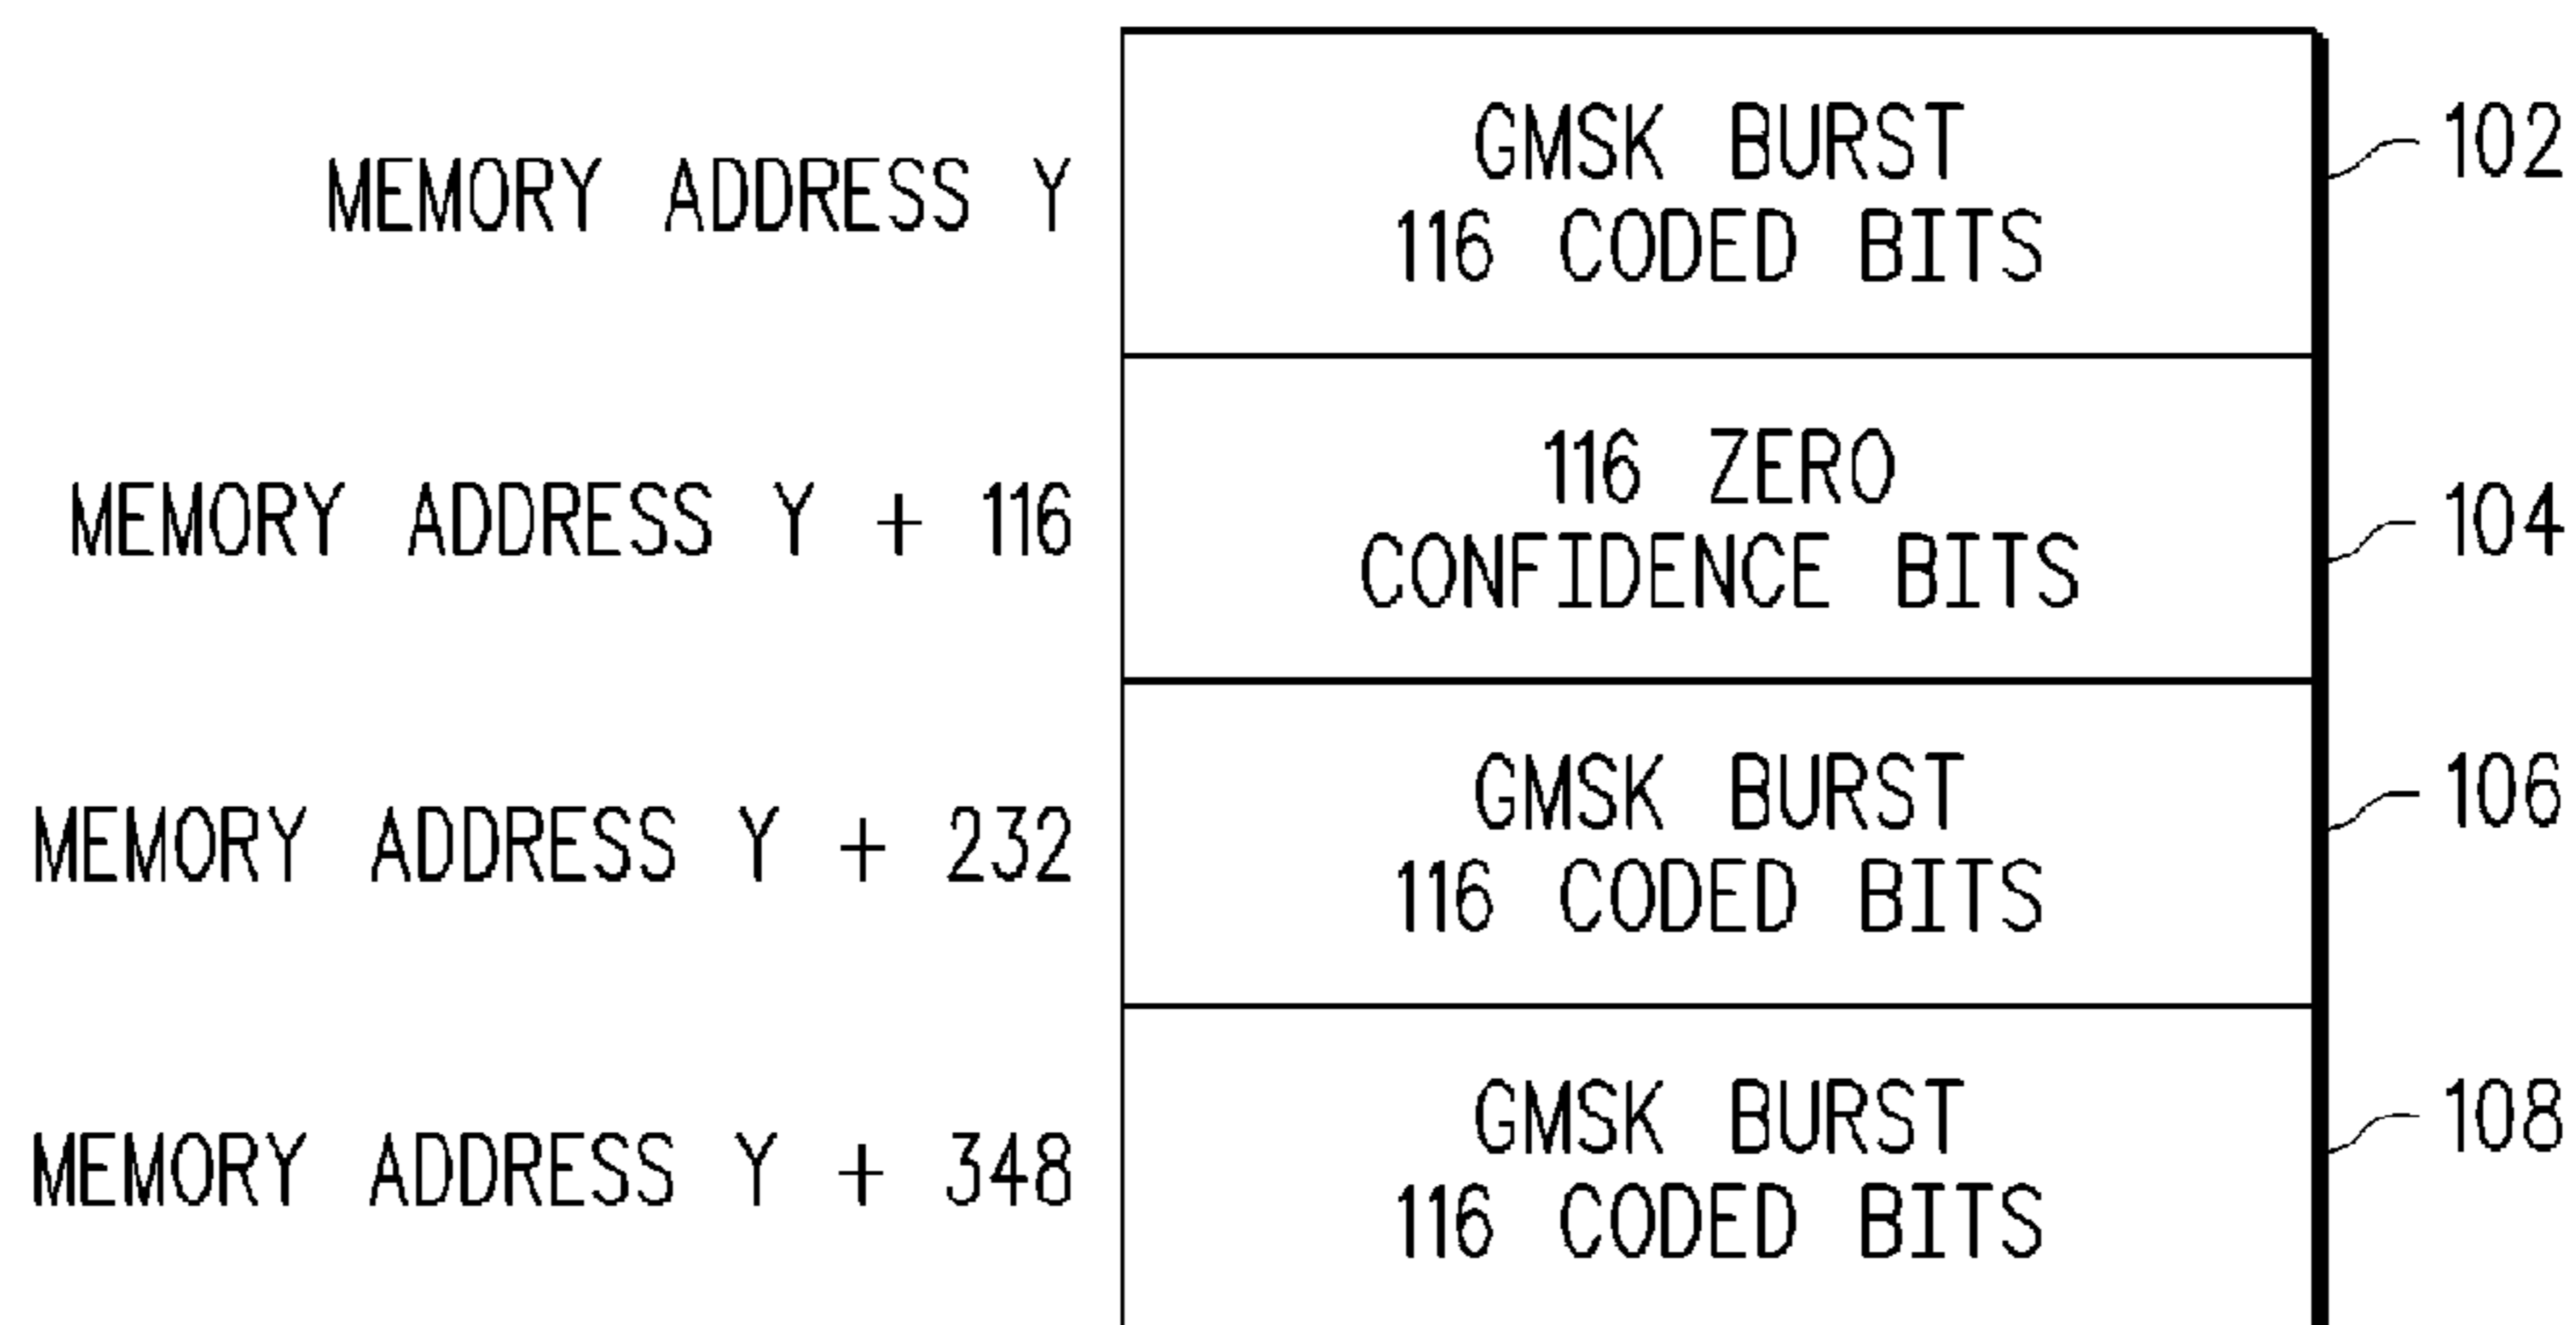 GMSK BURST
116 CODED BITS
102
MEMORY ADDRESS Y
116 ZERO
CONFIDENCE BITS
104
MEMORY ADDRESS Y + 116
GMSK BURST
116 CODED BITS
106
MEMORY ADDRESS Y + 232
GMSK BURST
116 CODED BITS
108
MEMORY ADDRESS Y + 348